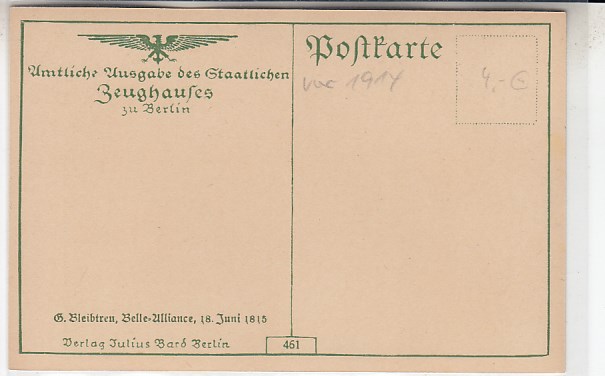 Amtliche Ausgabe des Staatlichen
Zeughauses
zu Berlin
Postkarte
vor 1914
4,- €
G. Bleibtreu, Belle-Alliance, 18. Juni 1815
Verlag Julius Bard Berlin
461